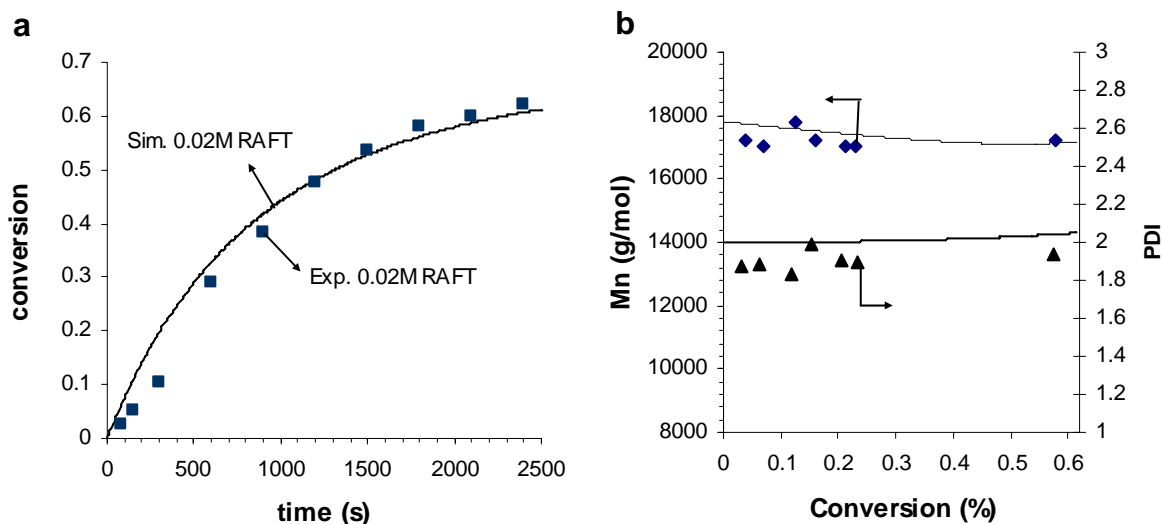 a
0.7
0.6
0.5
0.4
0.3
0.2
0.1
0
conversion
Sim. 0.02M RAFT
Exp. 0.02M RAFT
0 500 1000 1500 2000 2500
time (s)
b
20000
18000
16000
14000
12000
10000
8000
Mn (g/mol)
3
2.8
2.6
2.4
2.2
2
1.8
1.6
1.4
1.2
1
PDI
0 0.1 0.2 0.3 0.4 0.5 0.6
Conversion (%)